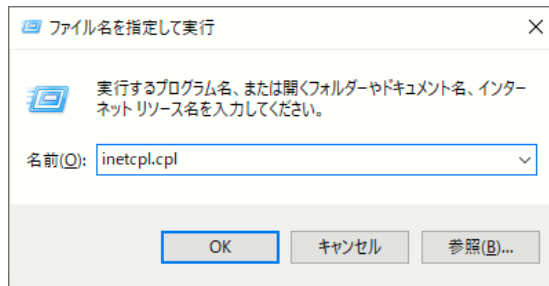 ファイル名を指定して実行
実行するプログラム名、または開くフォルダーやドキュメント名、インター
ネット リソース名を入力してください。
名前(O): inetcpl.cpl
OK キャンセル 参照(B)...